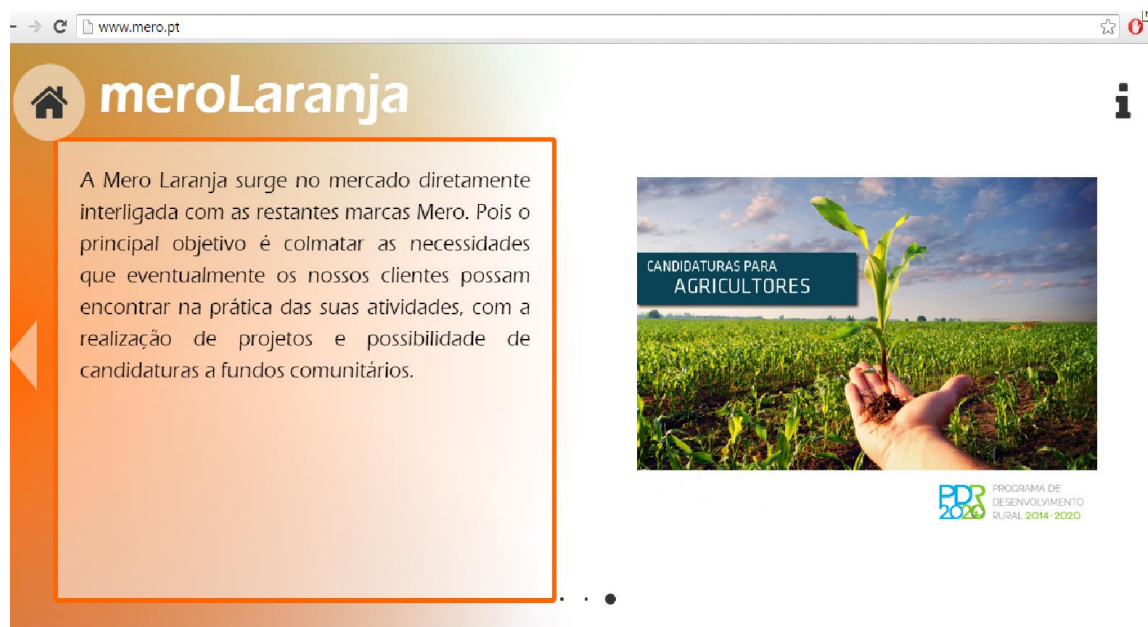 www.mero.pt
meroLaranja
A Mero Laranja surge no mercado diretamente
interligada com as restantes marcas Mero. Pois o
principal objetivo é colmatar as necessidades
que eventualmente os nossos clientes possam
encontrar na prática das suas atividades, com a
realização de projetos e possibilidade de
candidaturas a fundos comunitários.
CANDIDATURAS PARA
AGRICULTORES
PDR
2020
PROGRAMA DE
DESENVOLVIMENTO
RURAL 2014·2020